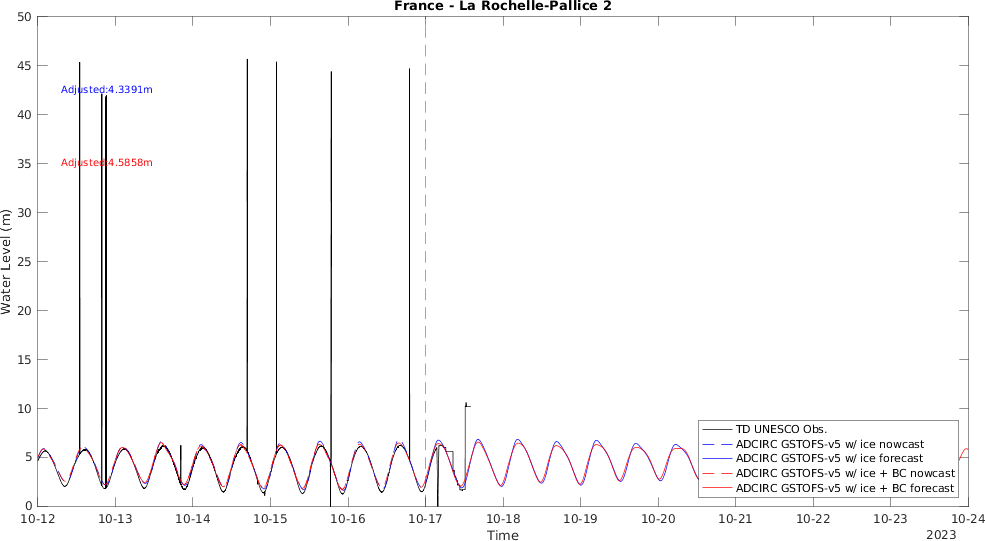 France - La Rochelle-Pallice 2
50
45
40
35
30
25
20
15
10
5
0
Water Level (m)
Adjusted:4.3391m
Adjusted:4.5858m
TD UNESCO Obs.
ADCIRC GSTOFS-v5 w/ ice nowcast
ADCIRC GSTOFS-v5 w/ ice forecast
ADCIRC GSTOFS-v5 w/ ice + BC nowcast
ADCIRC GSTOFS-v5 w/ ice + BC forecast
10-12 10-13 10-14 10-15 10-16 10-17 10-18 10-19 10-20 10-21 10-22 10-23 10-24
Time
2023